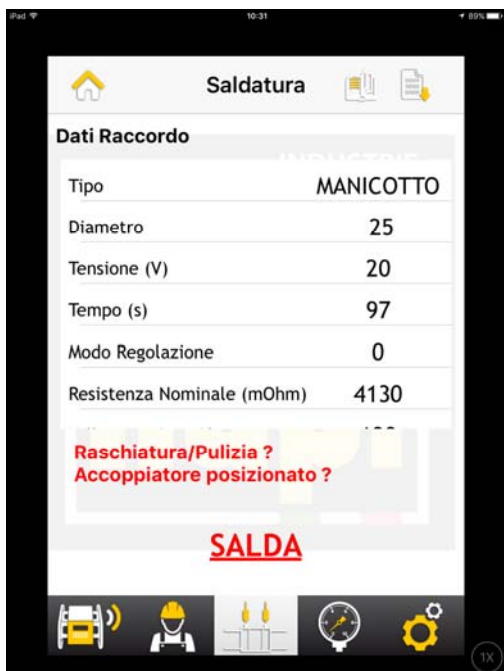 iPad 10:31 89%
Saldatura
Dati Raccordo
Tipo MANICOTTO
Diametro 25
Tensione (V) 20
Tempo (s) 97
Modo Regolazione 0
Resistenza Nominale (mOhm) 4130
Raschiatura/Pulizia ?
Accoppiatore posizionato ?
SALDA
1X